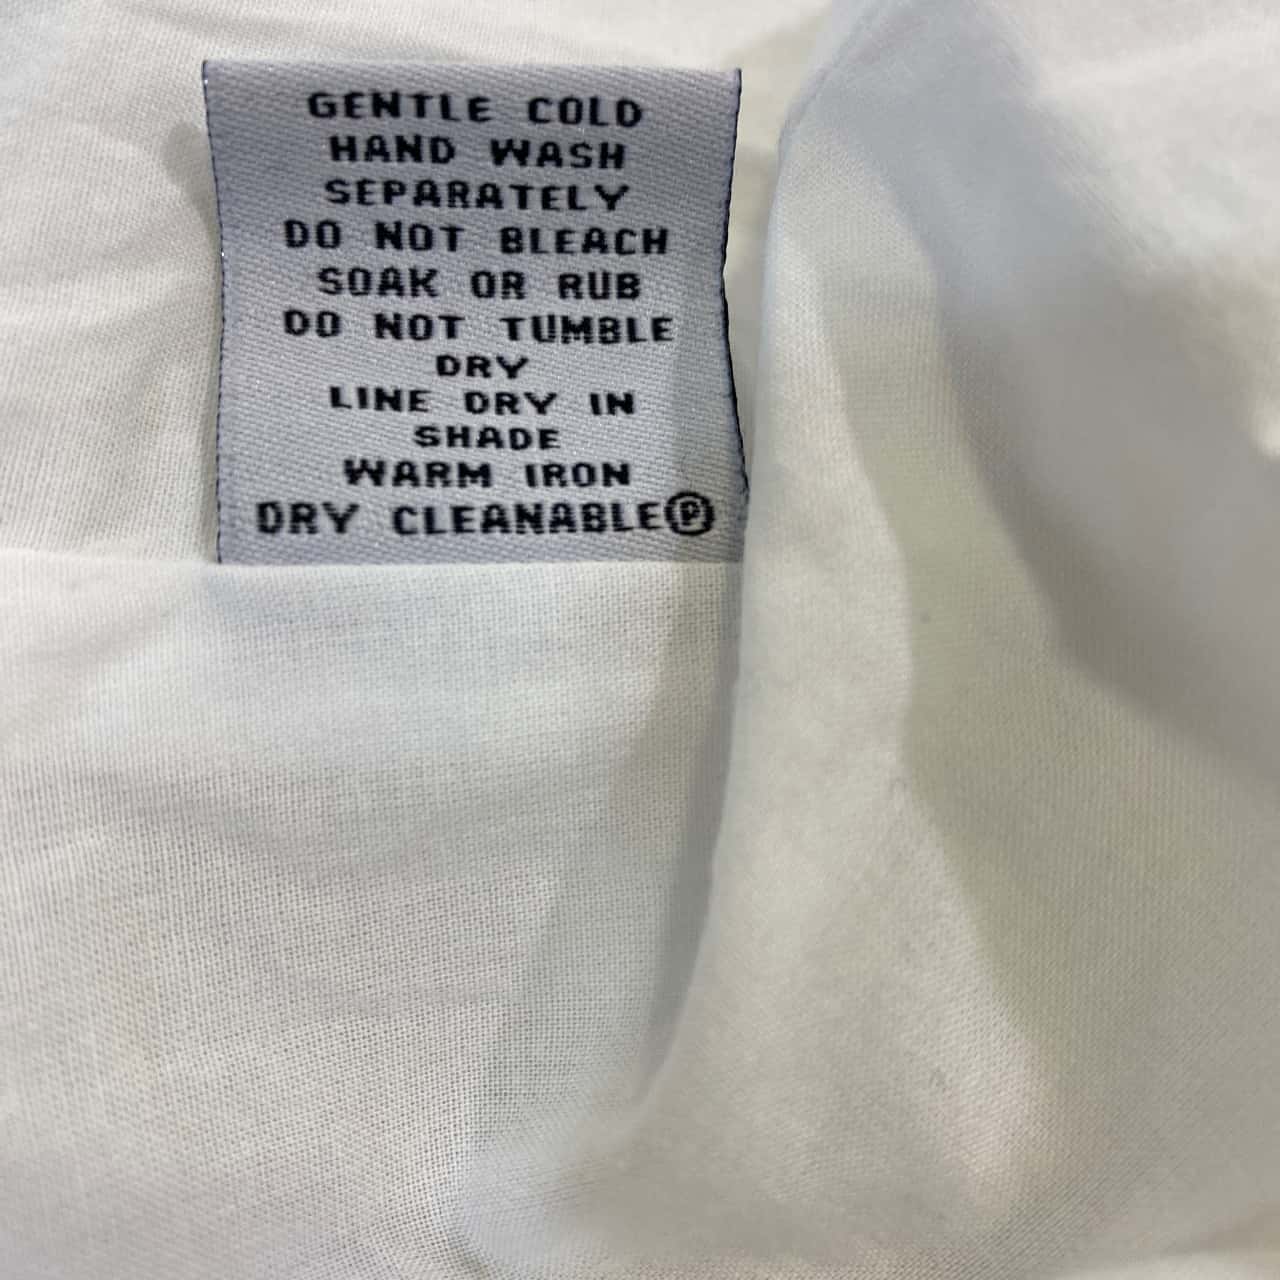 GENTLE COLD
HAND WASH
SEPARATELY
DO NOT BLEACH
SOAK OR RUB
DO NOT TUMBLE
DRY
LINE DRY IN
SHADE
WARM IRON
DRY CLEANABLEⓅ